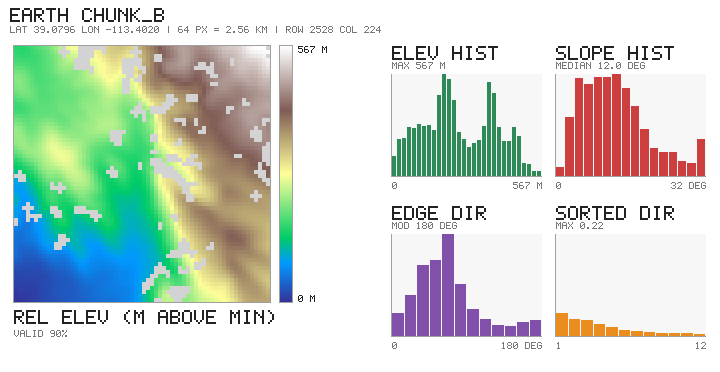 EARTH CHUNK_B
LAT 39.0796 LON -113.4020 | 64 PX = 2.56 KM | ROW 2528 COL 224
567 M
0 M
REL ELEV (M ABOVE MIN)
VALID 90%
ELEV HIST
MAX 567 M
0 567 M
SLOPE HIST
MEDIAN 12.0 DEG
0 32 DEG
EDGE DIR
MOD 180 DEG
0 180 DEG
SORTED DIR
MAX 0.22
1 12